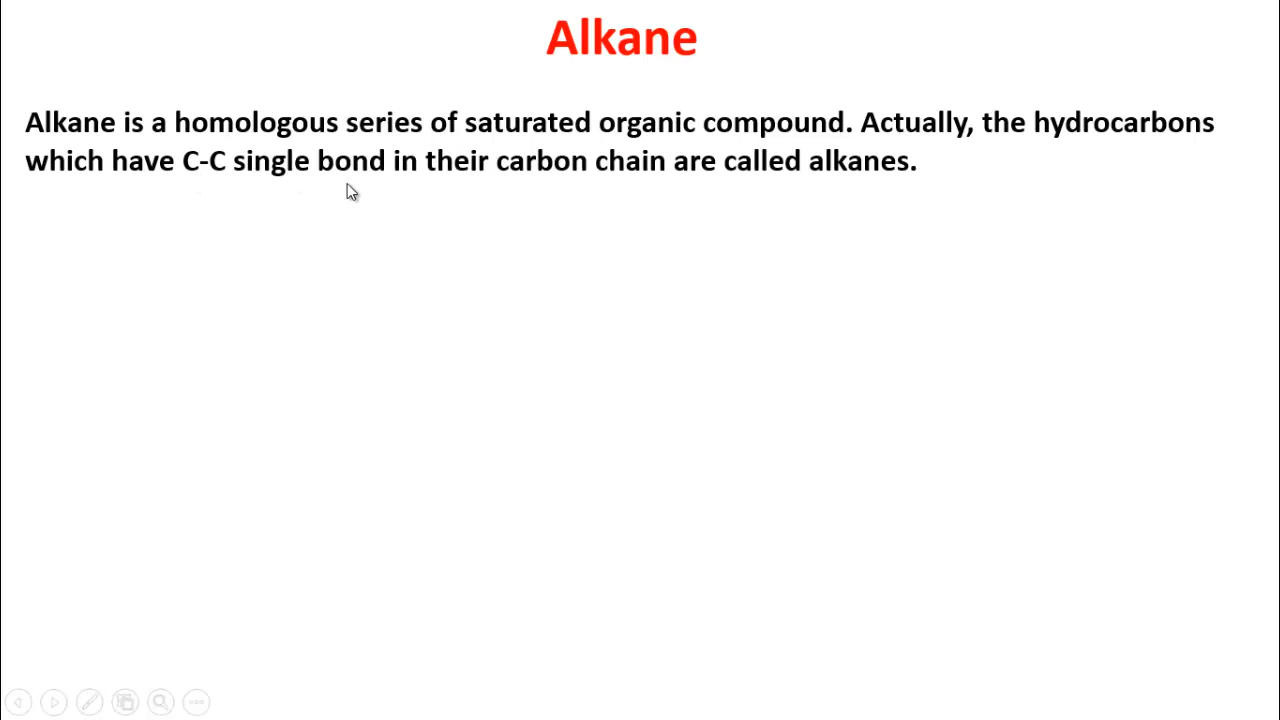 Alkane
Alkane is a homologous series of saturated organic compound. Actually, the hydrocarbons
which have C-C single bond in their carbon chain are called alkanes.